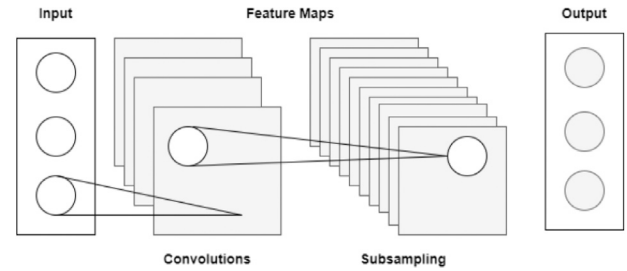 Input
Feature Maps
Output
Convolutions
Subsampling